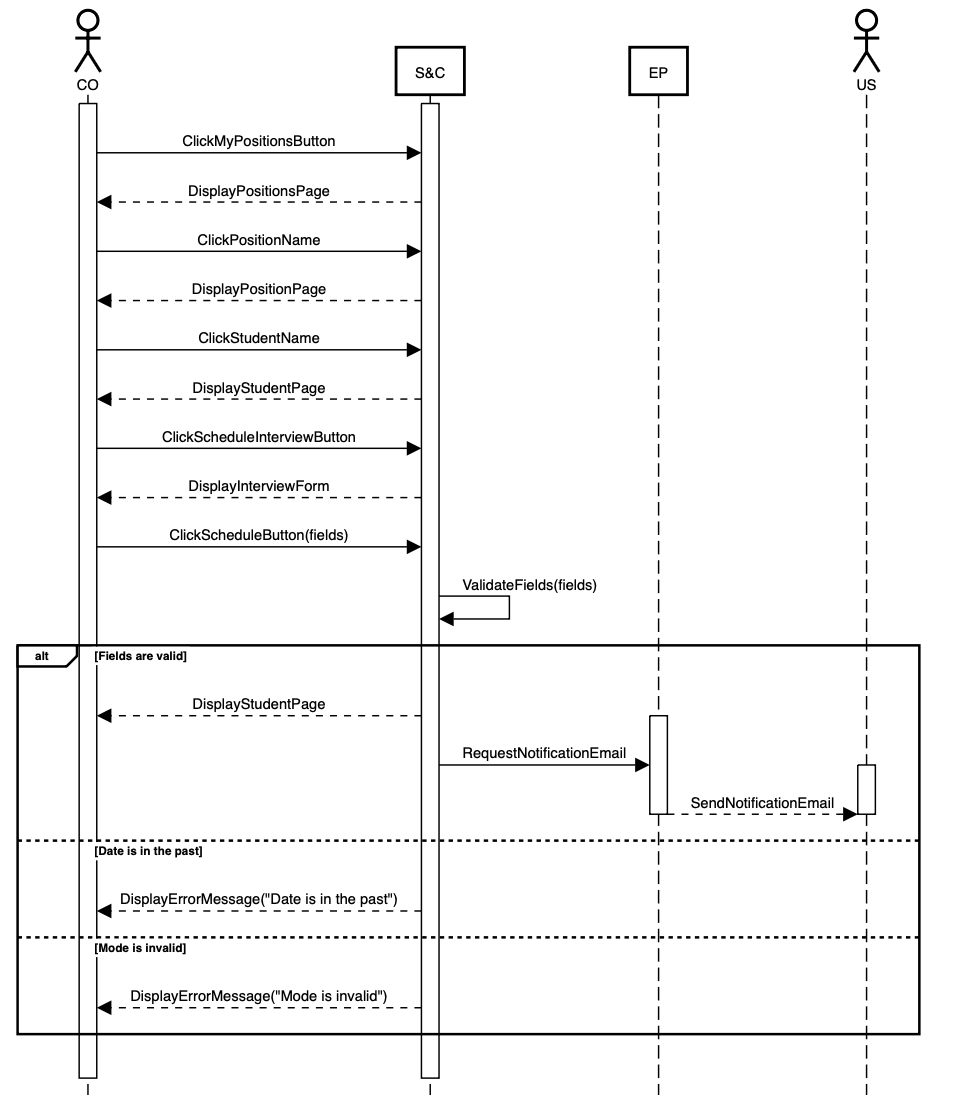 CO
S&C
EP
US
ClickMyPositionsButton
DisplayPositionsPage
ClickPositionName
DisplayPositionPage
ClickStudentName
DisplayStudentPage
ClickScheduleInterviewButton
DisplayInterviewForm
ClickScheduleButton(fields)
ValidateFields(fields)
alt
[Fields are valid]
DisplayStudentPage
RequestNotificationEmail
SendNotificationEmail
[Date is in the past]
DisplayErrorMessage("Date is in the past")
[Mode is invalid]
DisplayErrorMessage("Mode is invalid")